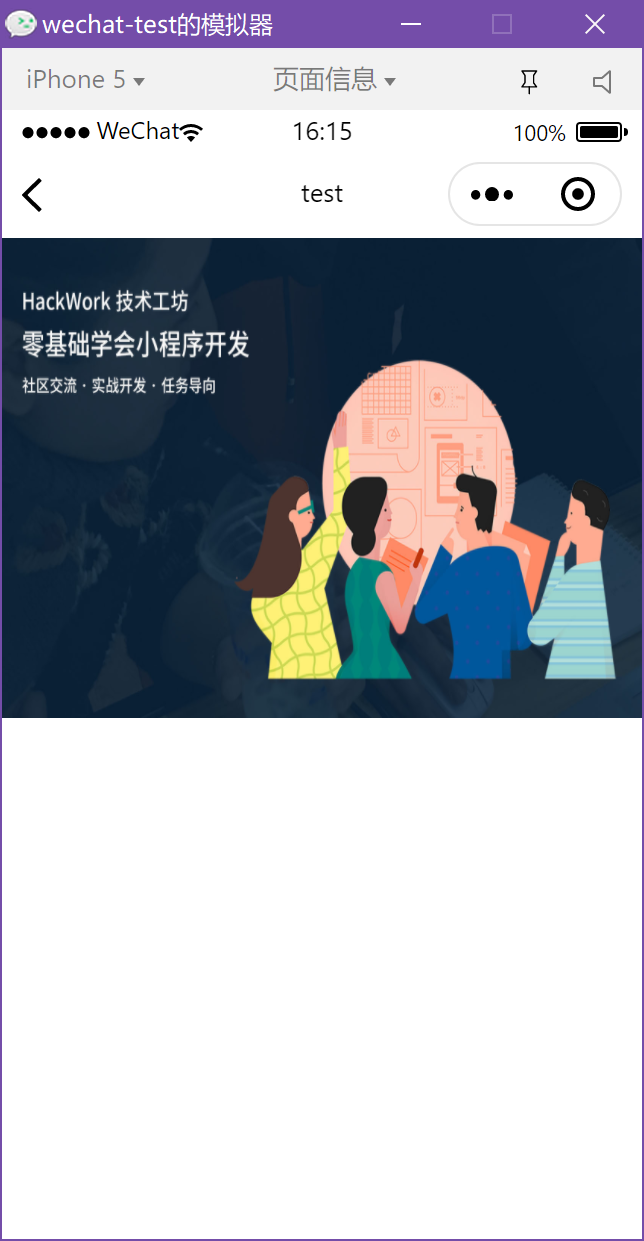 wechat-test的模拟器
iPhone 5 页面信息
WeChat 16:15 100%
test
HackWork 技术工坊
零基础学会小程序开发
社区交流 · 实战开发 · 任务导向